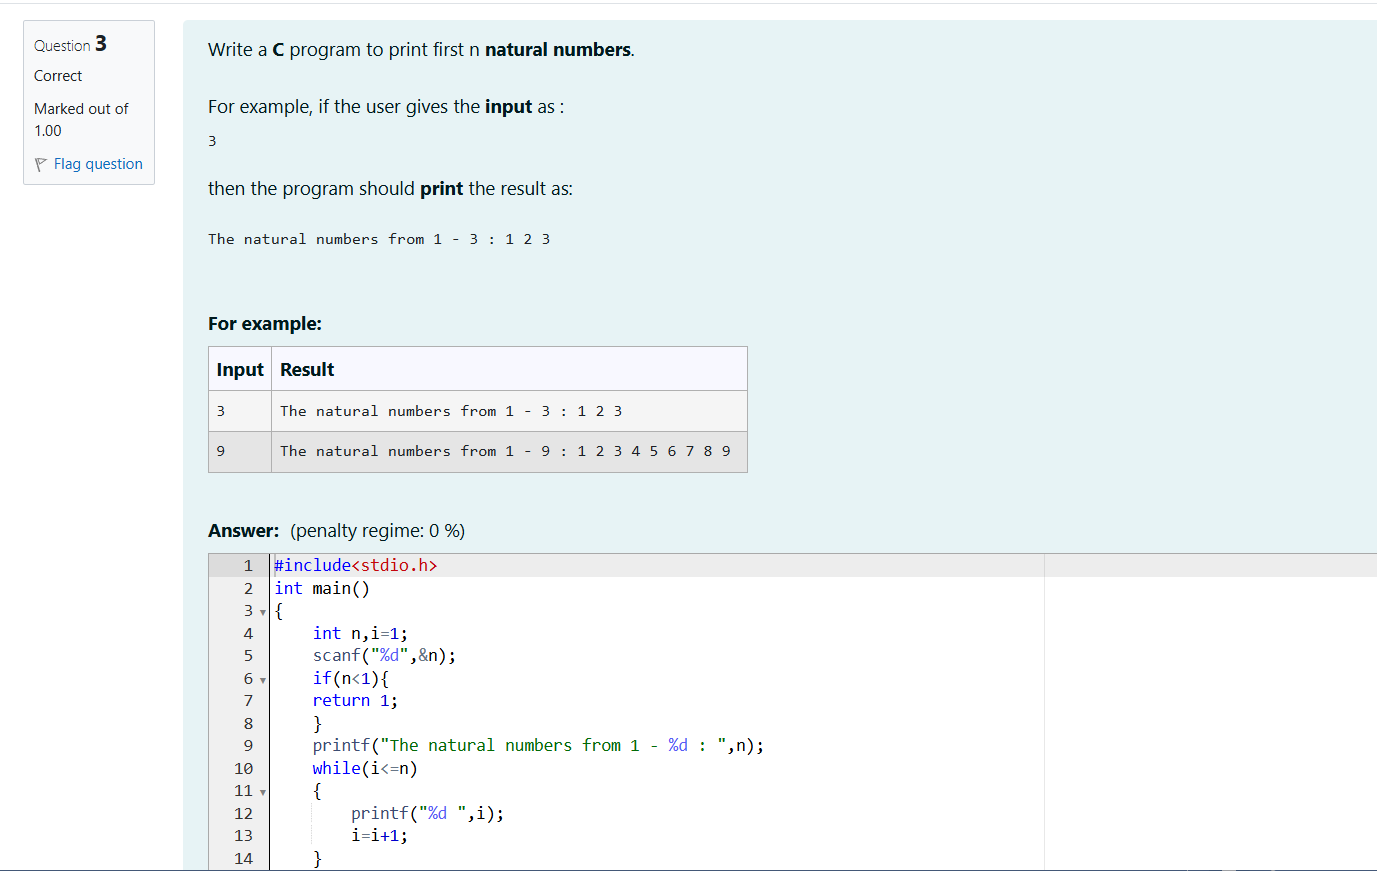 Question 3
Correct
Marked out of
1.00
Flag question
Write a C program to print first n natural numbers.
For example, if the user gives the input as :
3
then the program should print the result as:
The natural numbers from 1 - 3 : 1 2 3
For example:
Input Result
3 The natural numbers from 1 - 3 : 1 2 3
9 The natural numbers from 1 - 9 : 1 2 3 4 5 6 7 8 9
Answer: (penalty regime: 0 %)
1 #include<stdio.h>
2 int main()
3 {
4 int n,i=1;
5 scanf("%d",&n);
6 if(n<1){
7 return 1;
8 }
9 printf("The natural numbers from 1 - %d : ",n);
10 while(i<=n)
11 {
12 printf("%d ",i);
13 i=i+1;
14 }